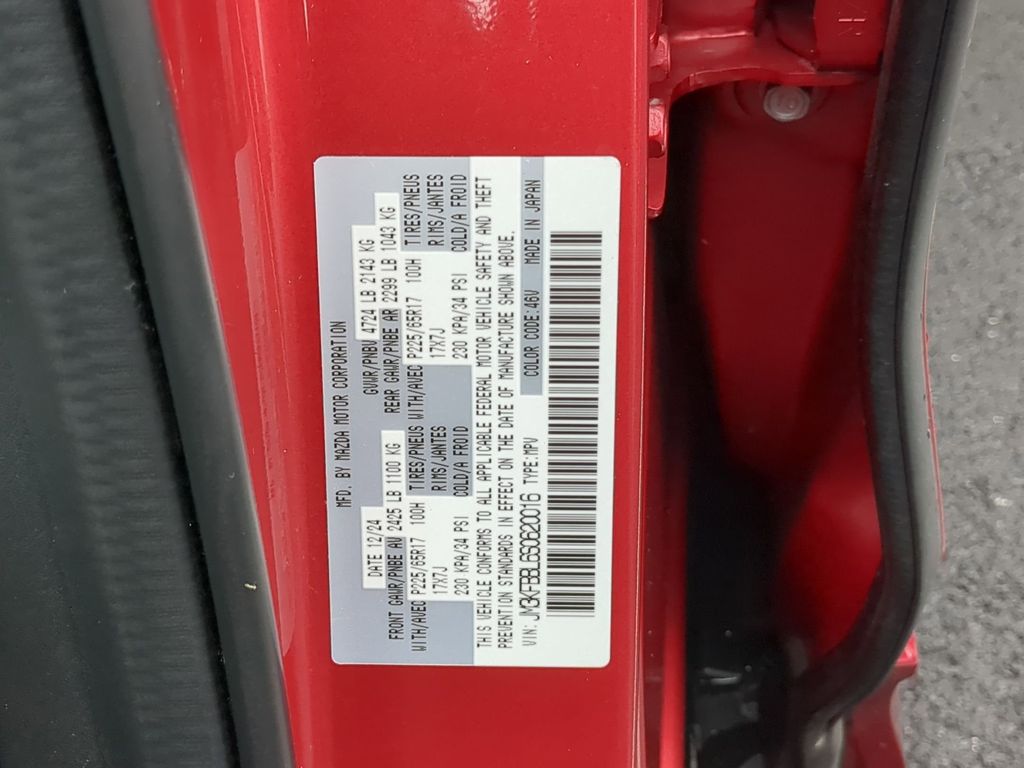 MFD. BY MAZDA MOTOR CORPORATION
DATE 12/24 GVWR/PNBV 4724 LB 2143 KG
FRONT GAWR/PNBE AV 2425 LB 1100 KG REAR GAWR/PNBE AR 2299 LB 1043 KG
WITH/AVEC P225/65R17 100H TIRES/PNEUS WITH/AVEC P225/65R17 100H TIRES/PNEUS
17X7J RIMS/JANTES 17X7J RIMS/JANTES
230 KPA/34 PSI COLD/A FROID 230 KPA/34 PSI COLD/A FROID
THIS VEHICLE CONFORMS TO ALL APPLICABLE FEDERAL MOTOR VEHICLE SAFETY AND THEFT
PREVENTION STANDARDS IN EFFECT ON THE DATE OF MANUFACTURE SHOWN ABOVE.
VIN: JM3KFBBL6S0620016 TYPE:MPV COLOR CODE:46V MADE IN JAPAN